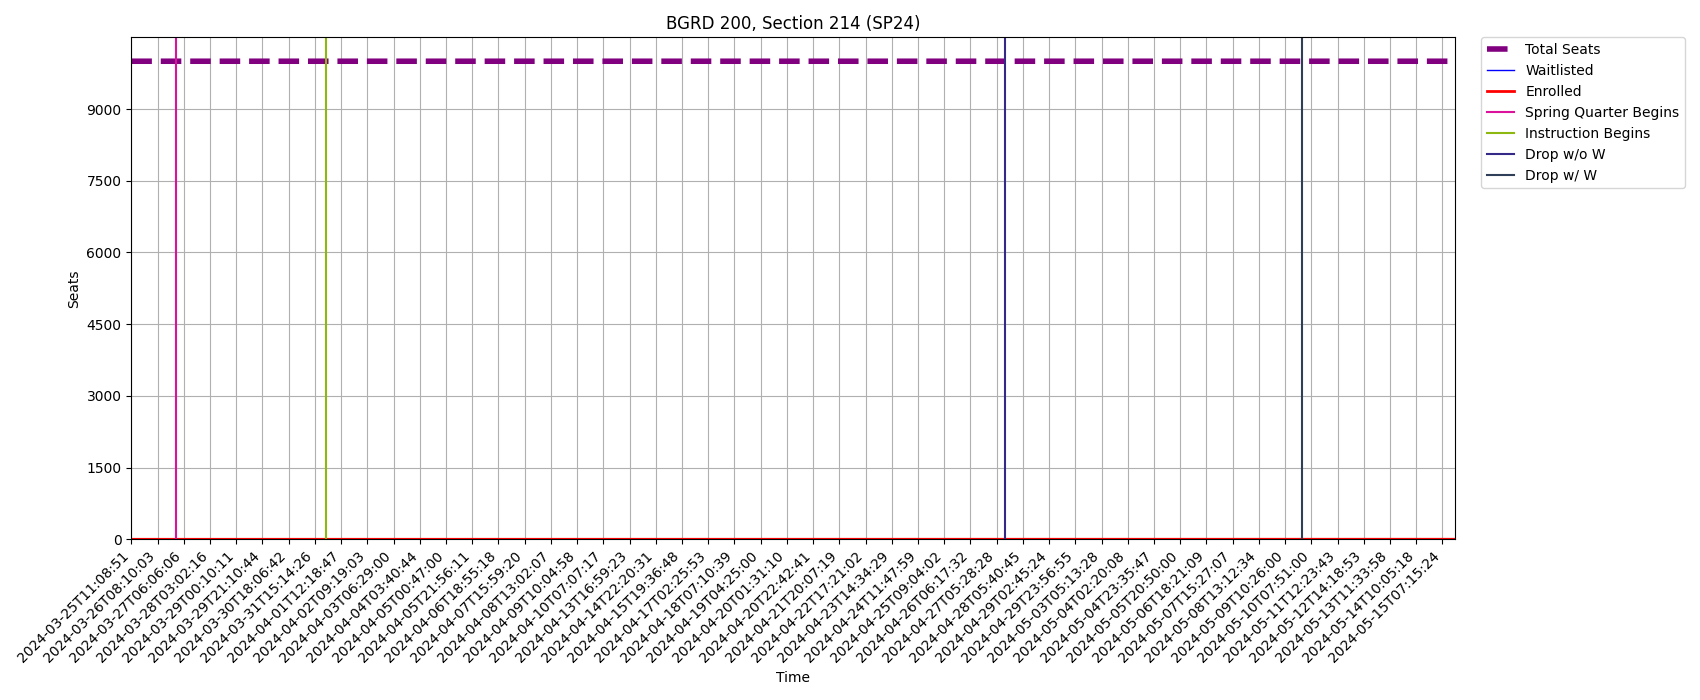 BGRD 200, Section 214 (SP24)
Total Seats
Waitlisted
Enrolled
Spring Quarter Begins
Instruction Begins
Drop w/o W
Drop w/ W
Seats
9000
7500
6000
4500
3000
1500
0
2024-03-25T11:08:51
2024-03-26T08:10:03
2024-03-27T06:06:06
2024-03-28T03:02:16
2024-03-29T00:10:11
2024-03-29T21:10:44
2024-03-30T18:06:42
2024-03-31T15:14:26
2024-04-01T12:18:47
2024-04-02T09:19:03
2024-04-03T06:29:00
2024-04-04T03:40:44
2024-04-05T00:47:00
2024-04-05T21:56:11
2024-04-06T18:55:18
2024-04-07T15:59:20
2024-04-08T13:02:07
2024-04-09T10:04:58
2024-04-10T07:07:17
2024-04-13T16:59:23
2024-04-14T22:20:31
2024-04-15T19:36:48
2024-04-17T02:25:53
2024-04-18T07:10:39
2024-04-19T04:25:00
2024-04-20T01:31:10
2024-04-20T22:42:41
2024-04-21T20:07:19
2024-04-22T17:21:02
2024-04-23T14:34:29
2024-04-24T11:47:59
2024-04-25T09:04:02
2024-04-26T06:17:32
2024-04-27T05:28:28
2024-04-28T05:40:45
2024-04-29T02:45:24
2024-04-29T23:56:55
2024-05-03T05:13:28
2024-05-04T02:20:08
2024-05-04T23:35:47
2024-05-05T20:50:00
2024-05-06T18:21:09
2024-05-07T15:27:07
2024-05-08T13:12:34
2024-05-09T10:26:00
2024-05-10T07:51:00
2024-05-11T12:23:43
2024-05-12T14:18:53
2024-05-13T11:33:58
2024-05-14T10:05:18
2024-05-15T07:15:24
Time